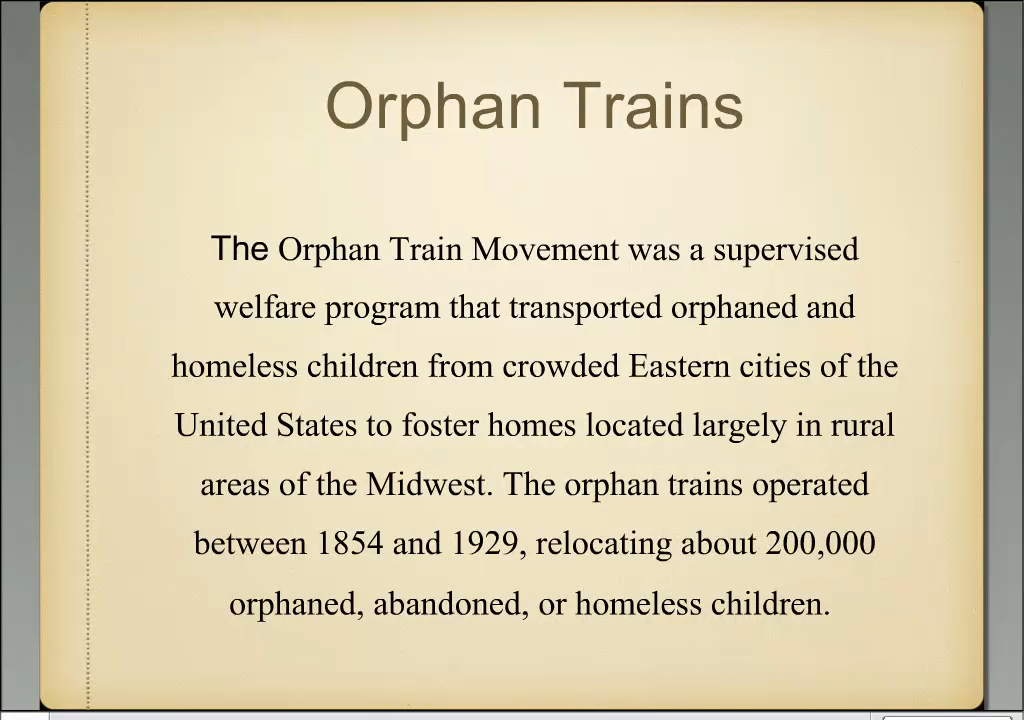 Orphan Trains
The Orphan Train Movement was a supervised
welfare program that transported orphaned and
homeless children from crowded Eastern cities of the
United States to foster homes located largely in rural
areas of the Midwest. The orphan trains operated
between 1854 and 1929, relocating about 200,000
orphaned, abandoned, or homeless children.